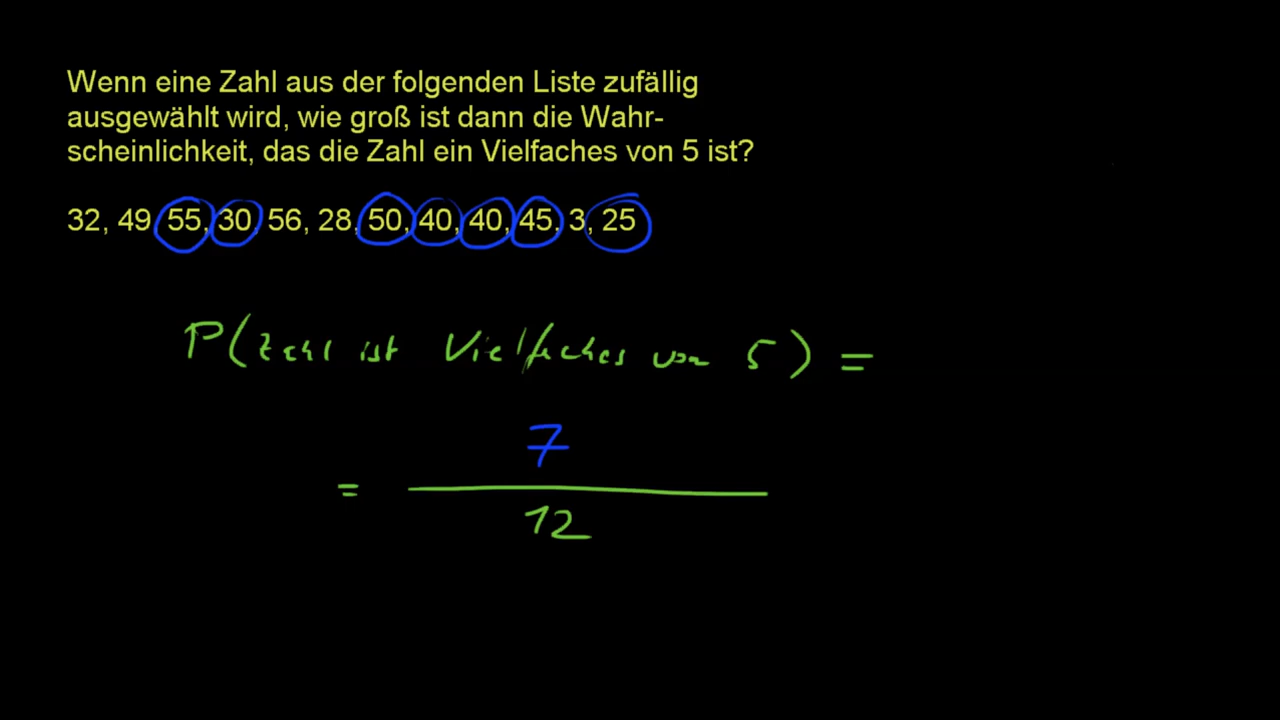 Wenn eine Zahl aus der folgenden Liste zufällig
ausgewählt wird, wie groß ist dann die Wahr-
scheinlichkeit, das die Zahl ein Vielfaches von 5 ist?
32, 49, 55, 30, 56, 28, 50, 40, 40, 45, 3, 25
P(Zahl ist Vielfaches von 5) =
= 7
12